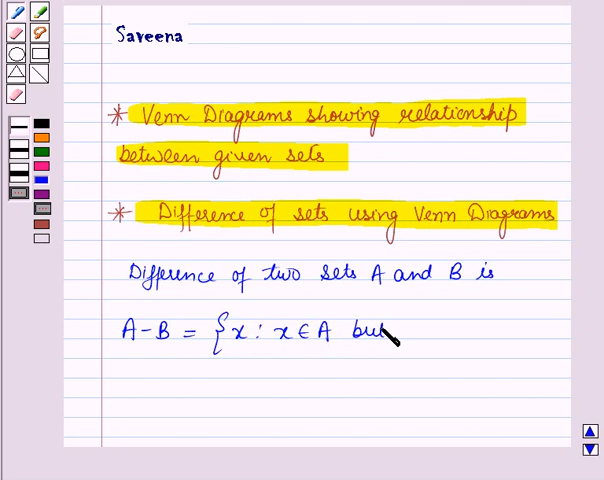 Saveena
* Venn Diagrams showing relationship
between given sets
* Difference of sets using Venn Diagrams
Difference of two sets A and B is
A-B = {x : x ∈ A but